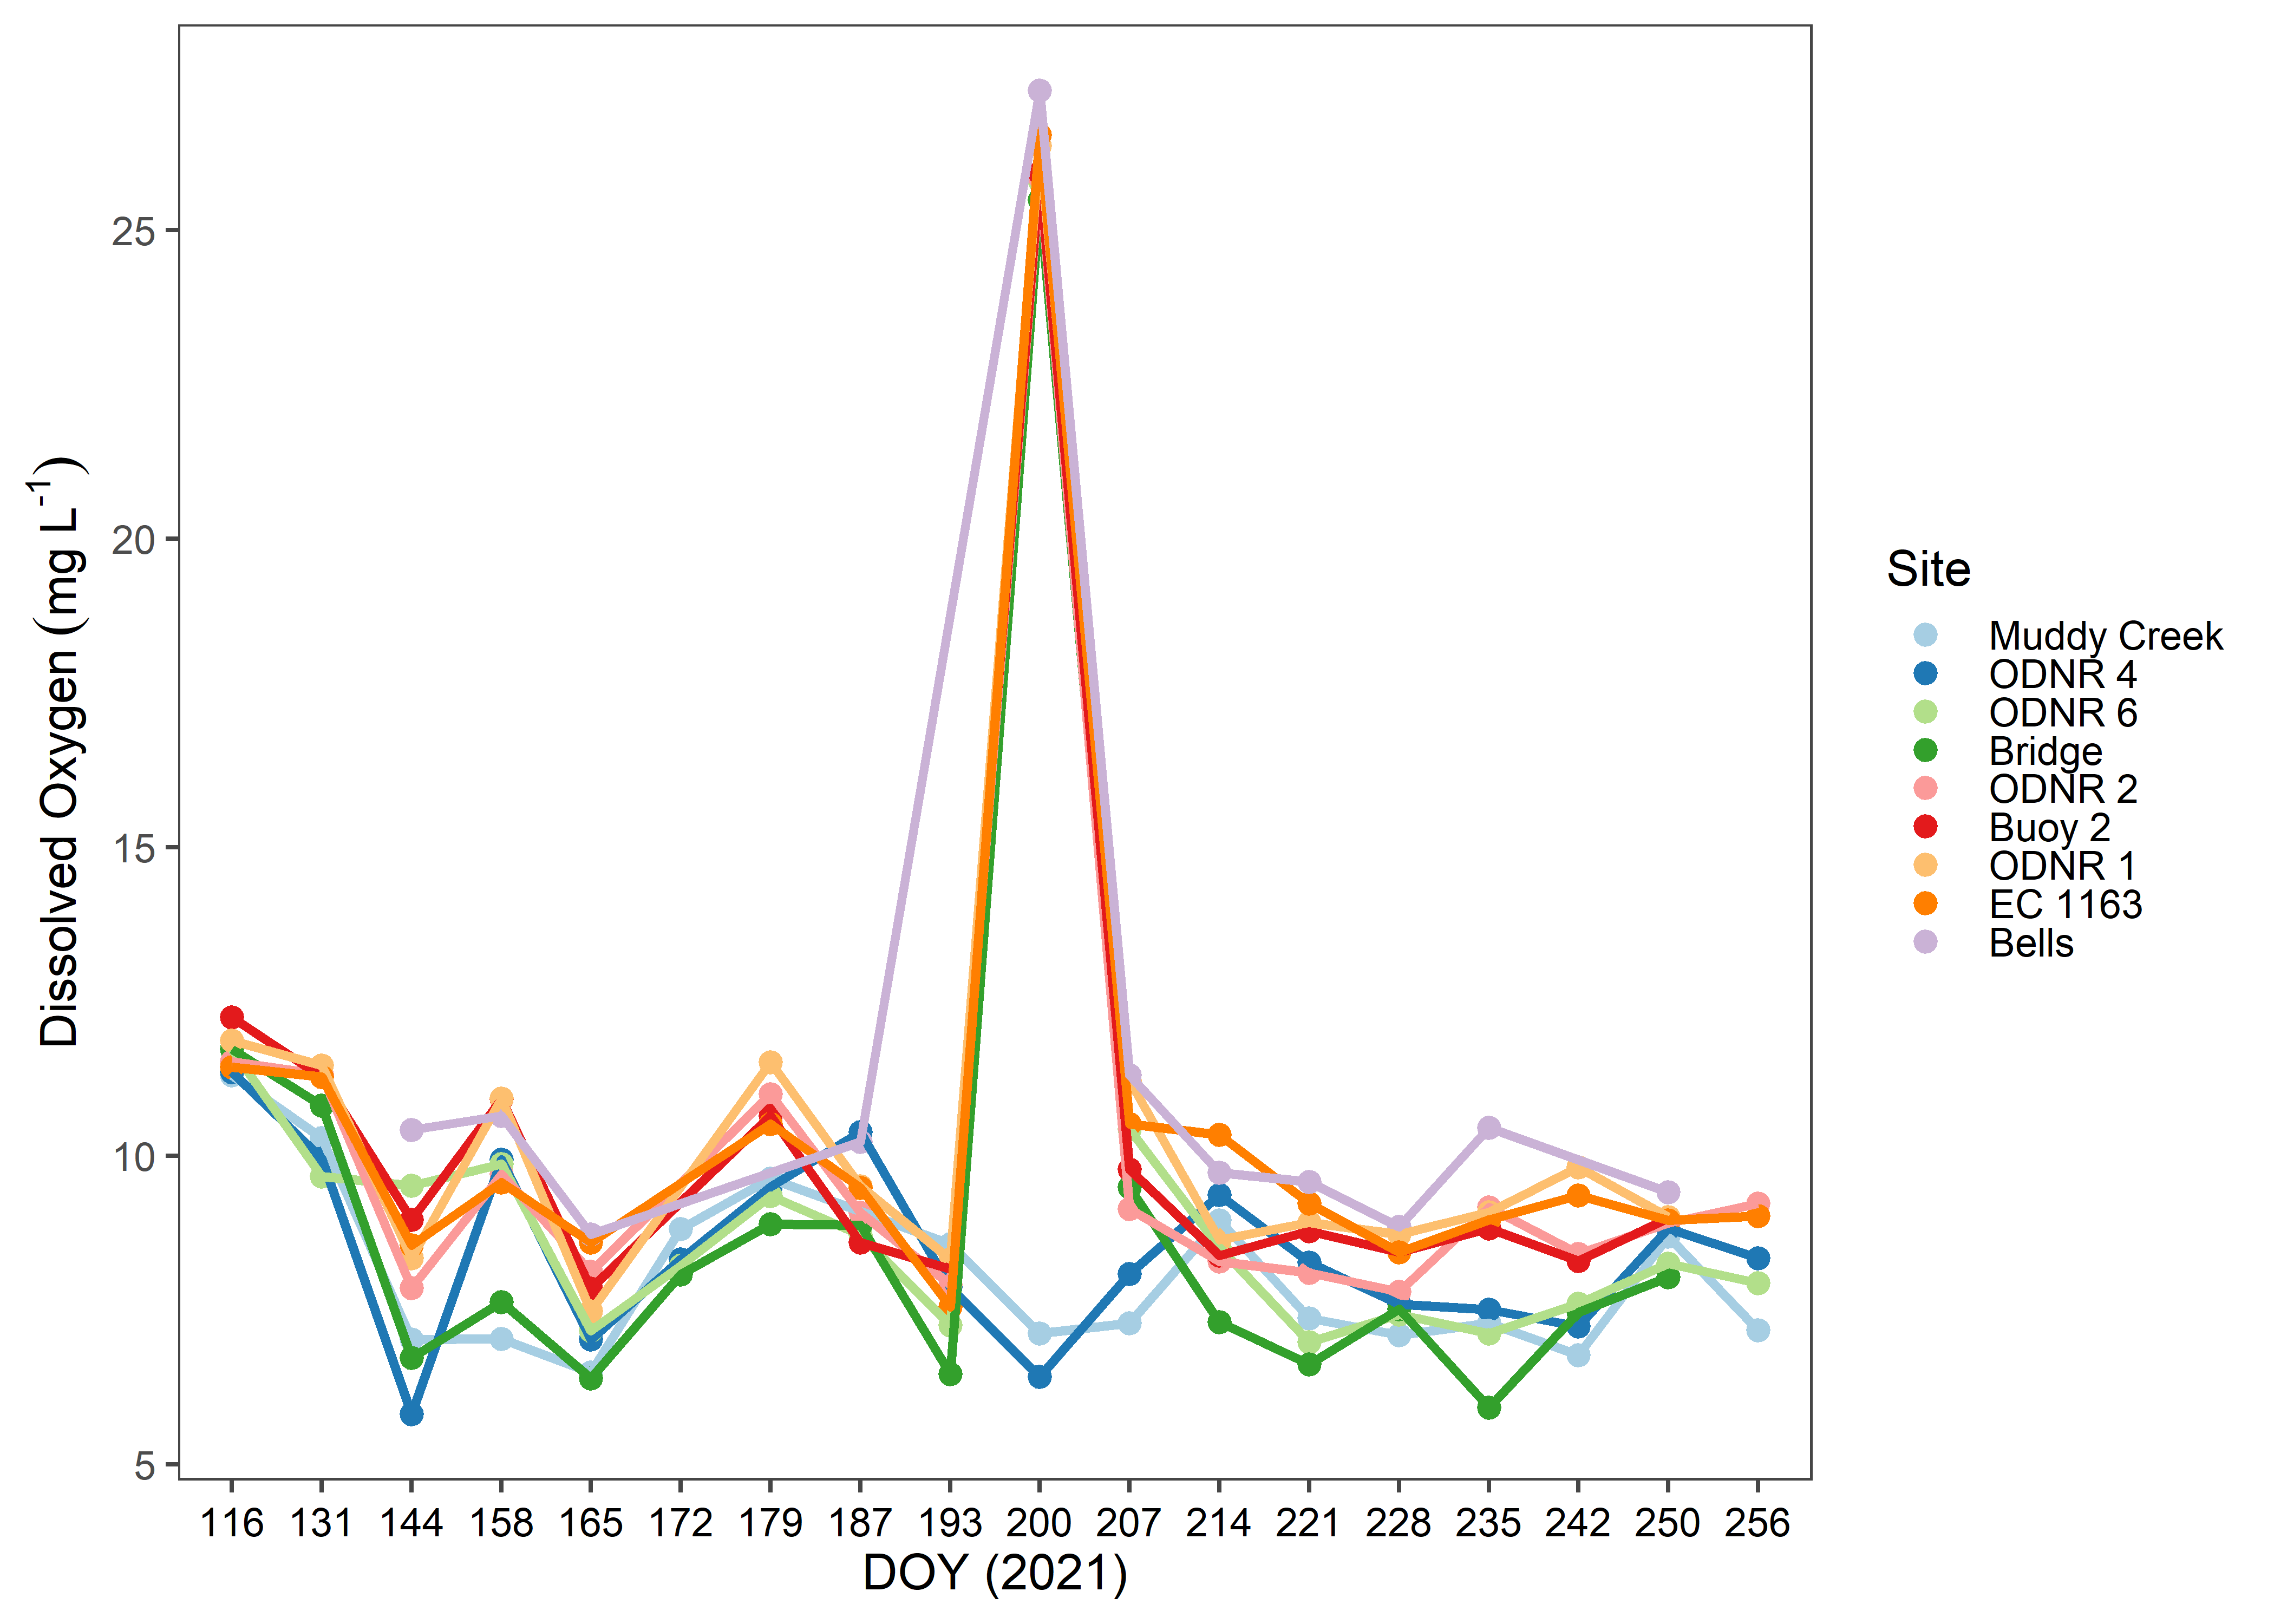 Dissolved Oxygen (mg L⁻¹)
25
20
15
10
5
116 131 144 158 165 172 179 187 193 200 207 214 221 228 235 242 250 256
DOY (2021)
Site
Muddy Creek
ODNR 4
ODNR 6
Bridge
ODNR 2
Buoy 2
ODNR 1
EC 1163
Bells